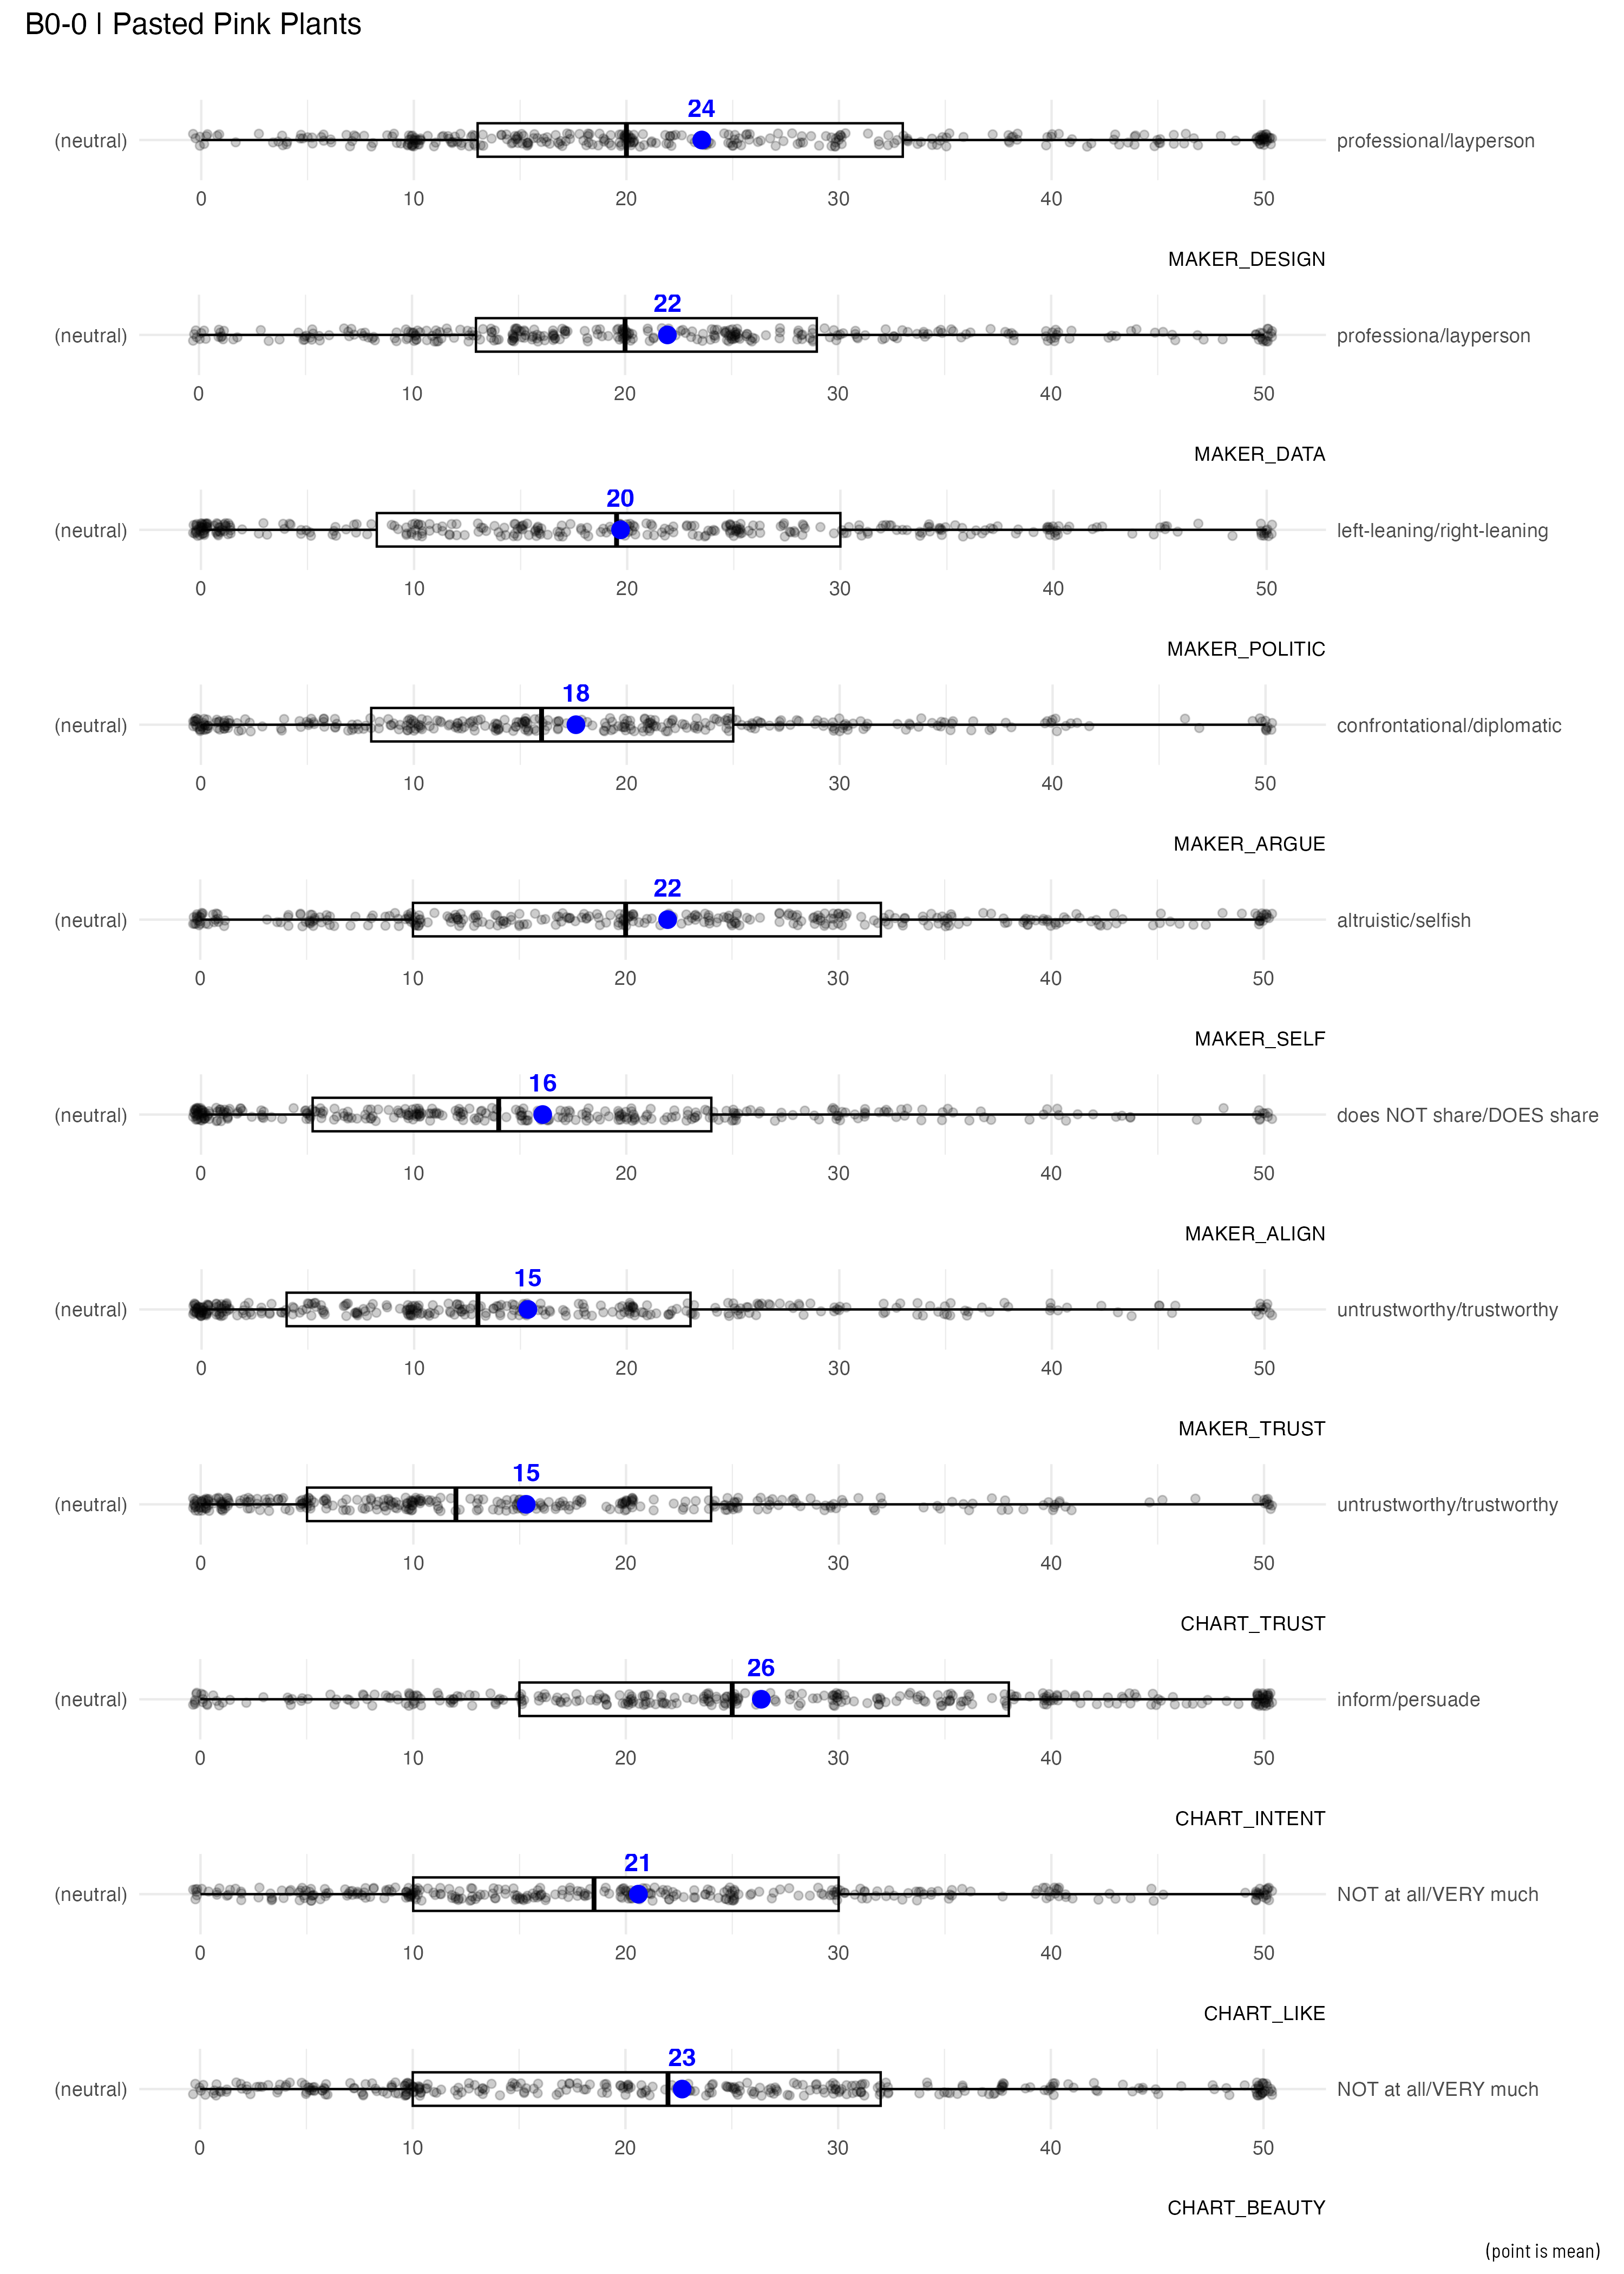 B0-0 | Pasted Pink Plants
24
(neutral) professional/layperson
0 10 20 30 40 50
MAKER_DESIGN
22
(neutral) professiona/layperson
0 10 20 30 40 50
MAKER_DATA
20
(neutral) left-leaning/right-leaning
0 10 20 30 40 50
MAKER_POLITIC
18
(neutral) confrontational/diplomatic
0 10 20 30 40 50
MAKER_ARGUE
22
(neutral) altruistic/selfish
0 10 20 30 40 50
MAKER_SELF
16
(neutral) does NOT share/DOES share
0 10 20 30 40 50
MAKER_ALIGN
15
(neutral) untrustworthy/trustworthy
0 10 20 30 40 50
MAKER_TRUST
15
(neutral) untrustworthy/trustworthy
0 10 20 30 40 50
CHART_TRUST
26
(neutral) inform/persuade
0 10 20 30 40 50
CHART_INTENT
21
(neutral) NOT at all/VERY much
0 10 20 30 40 50
CHART_LIKE
23
(neutral) NOT at all/VERY much
0 10 20 30 40 50
CHART_BEAUTY
(point is mean)